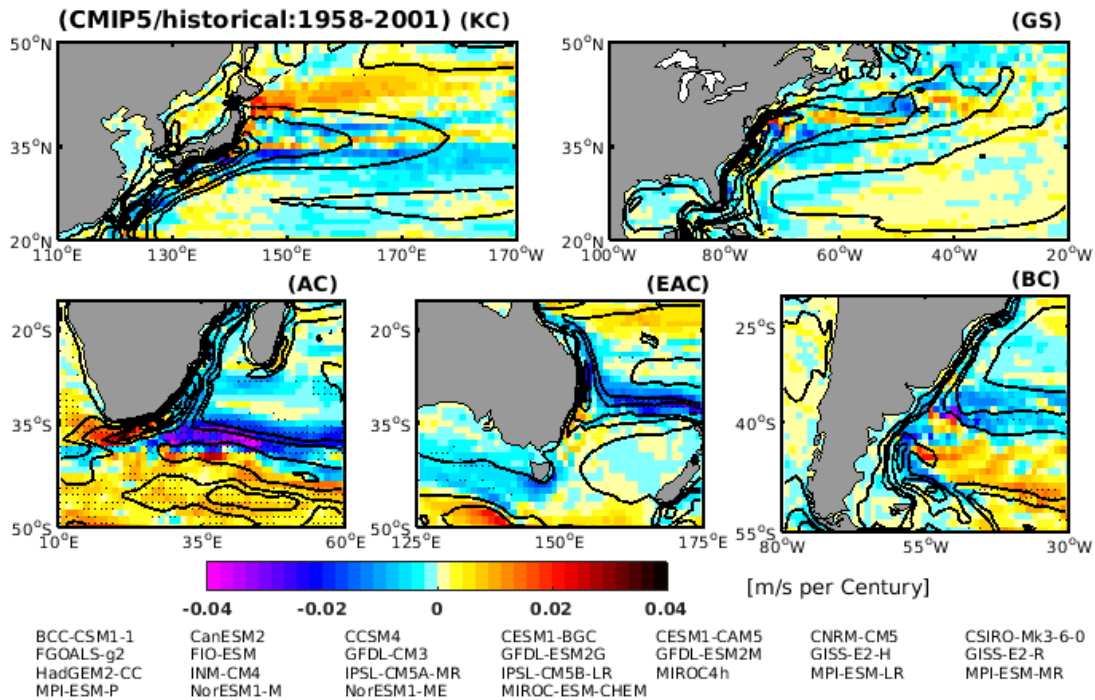 (CMIP5/historical:1958-2001) (KC)
(GS)
50°N
35°N
20°N
110°E 130°E 150°E 170°E 170°W
50°N
35°N
20°N
100°W 80°W 60°W 40°W 20°W
(AC)
(EAC)
(BC)
20°S
35°S
50°S
10°E 35°E 60°E
20°S
35°S
50°S
125°E 150°E 175°E
25°S
40°S
55°S
80°W 55°W 30°W
-0.04 -0.02 0 0.02 0.04
[m/s per Century]
BCC-CSM1-1 CanESM2 CCSM4 CESM1-BGC CESM1-CAM5 CNRM-CM5 CSIRO-Mk3-6-0
FGOALS-g2 FIO-ESM GFDL-CM3 GFDL-ESM2G GFDL-ESM2M GISS-E2-H GISS-E2-R
HadGEM2-CC INM-CM4 IPSL-CM5A-MR IPSL-CM5B-LR MIROC4h MPI-ESM-LR MPI-ESM-MR
MPI-ESM-P NorESM1-M NorESM1-ME MIROC-ESM-CHEM